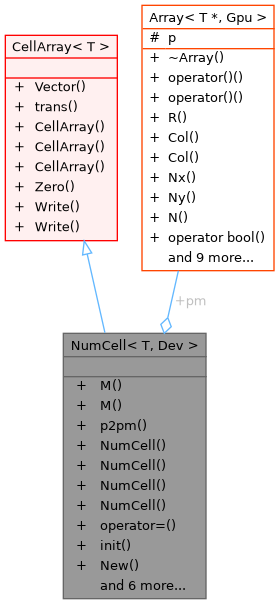 Array< T *, Gpu >
# p
+ ~Array()
+ operator()()
+ operator()()
+ R()
+ Col()
+ Col()
+ Nx()
+ Ny()
+ N()
+ operator bool()
and 9 more...
CellArray< T >
+ Vector()
+ trans()
+ CellArray()
+ CellArray()
+ CellArray()
+ Zero()
+ Write()
+ Write()
+pm
NumCell< T, Dev >
+ M()
+ M()
+ p2pm()
+ NumCell()
+ NumCell()
+ NumCell()
+ NumCell()
+ operator=()
+ init()
+ New()
and 6 more...